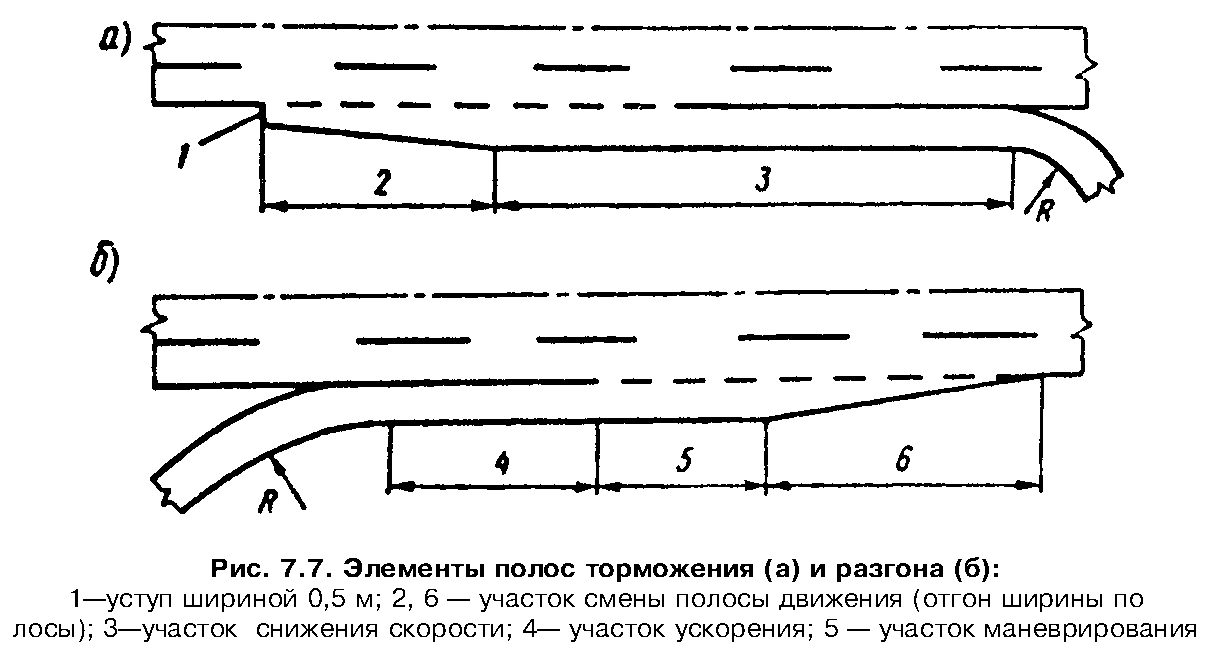 а)
1
2
3
R
б)
4
5
6
R
Рис. 7.7. Элементы полос торможения (а) и разгона (б):
1—уступ шириной 0,5 м; 2, 6 — участок смены полосы движения (отгон ширины по
лосы); 3—участок снижения скорости; 4— участок ускорения; 5 — участок маневрирования